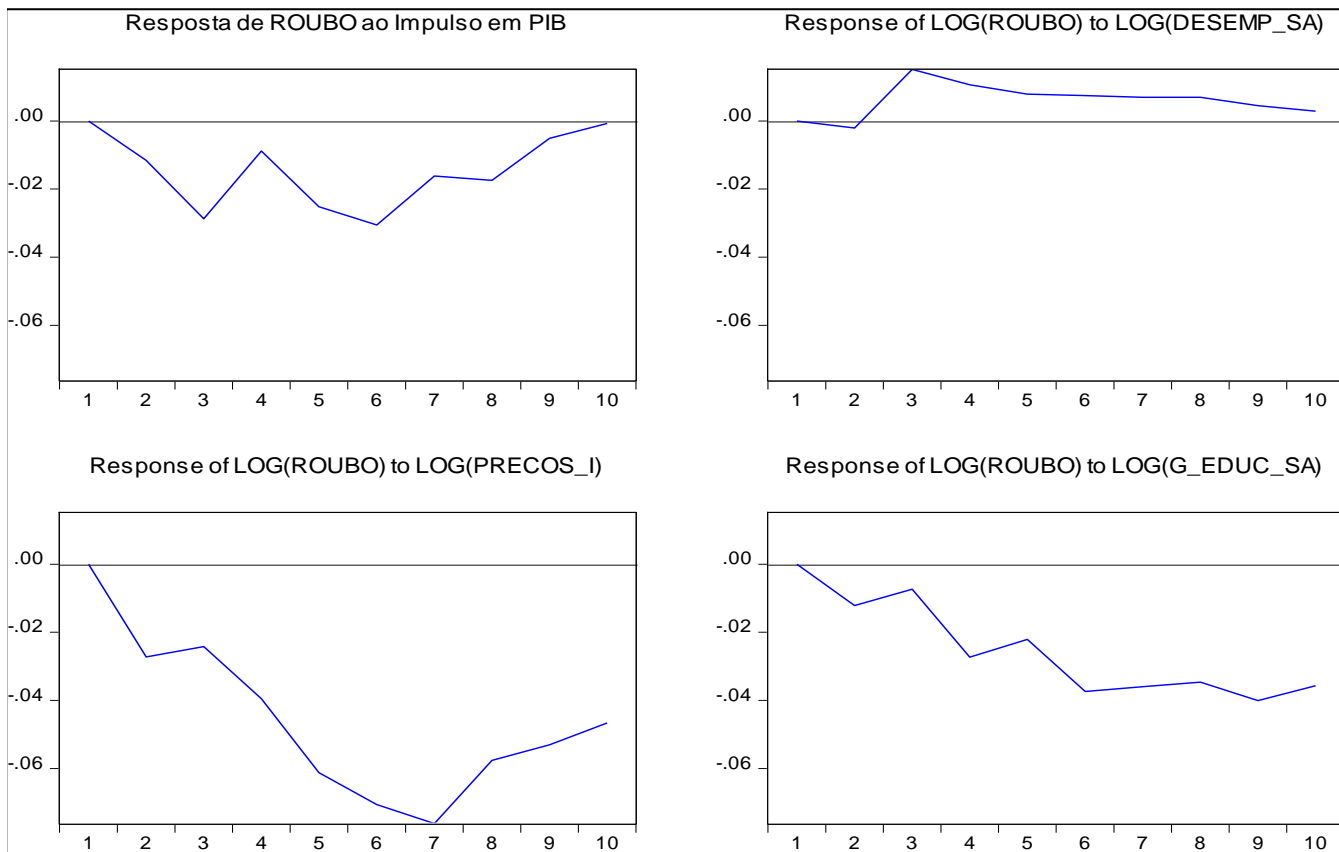 Resposta de ROUBO ao Impulso em PIB
.00
-.02
-.04
-.06
1 2 3 4 5 6 7 8 9 10
Response of LOG(ROUBO) to LOG(DESEMP_SA)
.00
-.02
-.04
-.06
1 2 3 4 5 6 7 8 9 10
Response of LOG(ROUBO) to LOG(PRECOS_I)
.00
-.02
-.04
-.06
1 2 3 4 5 6 7 8 9 10
Response of LOG(ROUBO) to LOG(G_EDUC_SA)
.00
-.02
-.04
-.06
1 2 3 4 5 6 7 8 9 10